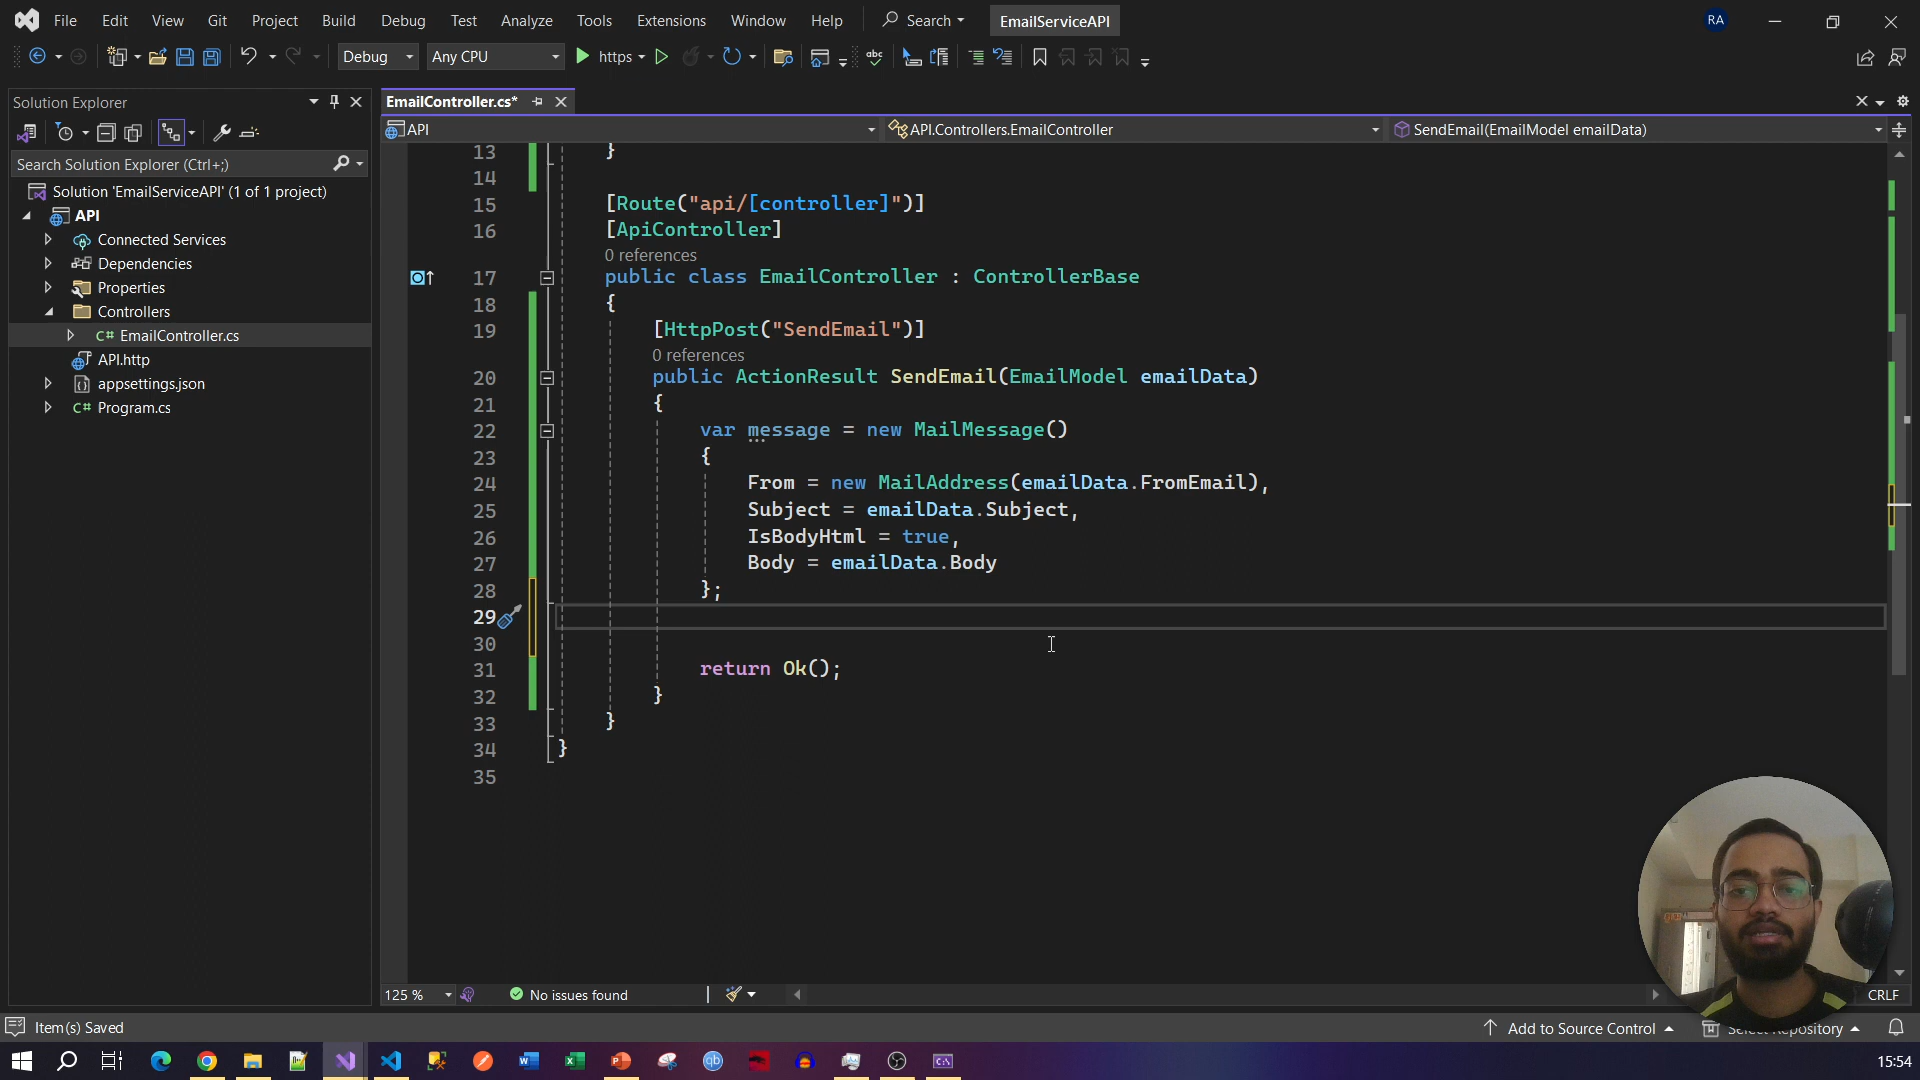 File Edit View Git Project Build Debug Test Analyze Tools Extensions Window Help Search EmailServiceAPI RA
Debug Any CPU https
Solution Explorer
Search Solution Explorer (Ctrl+;)
Solution 'EmailServiceAPI' (1 of 1 project)
API
Connected Services
Dependencies
Properties
Controllers
C# EmailController.cs
API.http
appsettings.json
C# Program.cs
EmailController.cs*
API API.Controllers.EmailController SendEmail(EmailModel emailData)
13 }
14
15 [Route("api/[controller]")]
16 [ApiController]
0 references
17 public class EmailController : ControllerBase
18 {
19 [HttpPost("SendEmail")]
0 references
20 public ActionResult SendEmail(EmailModel emailData)
21 {
22 var message = new MailMessage()
23 {
24 From = new MailAddress(emailData.FromEmail),
25 Subject = emailData.Subject,
26 IsBodyHtml = true,
27 Body = emailData.Body
28 };
29
30
31 return Ok();
32 }
33 }
34 }
35
125 % No issues found CRLF
Item(s) Saved Add to Source Control Select Repository
15:54